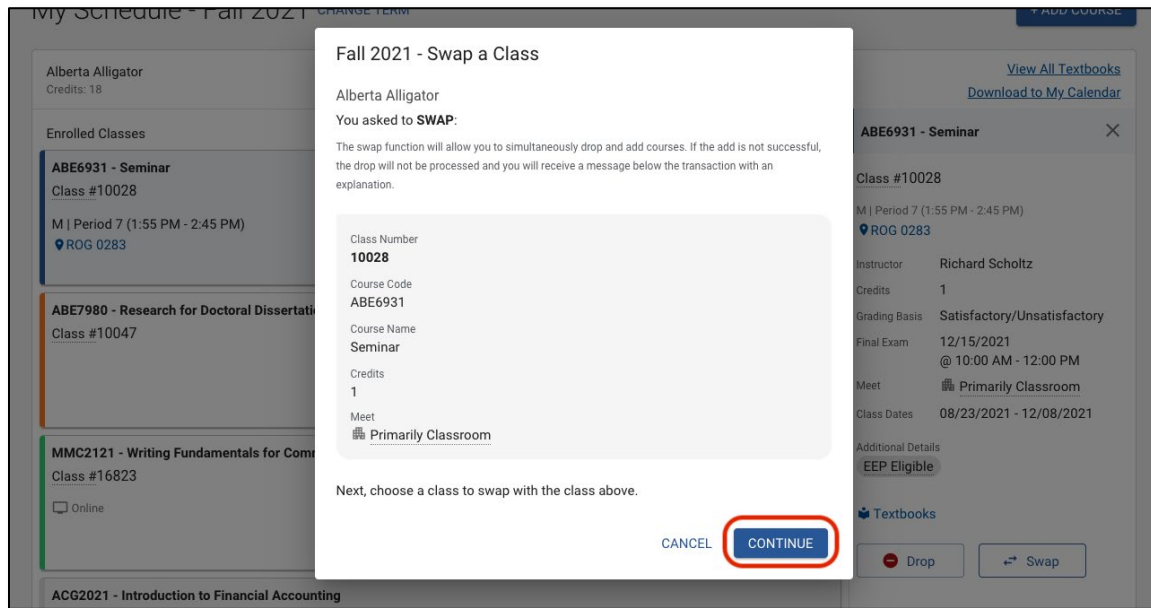 My Schedule - Fall 2021 CHANGE TERM
+ ADD COURSE
Alberta Alligator
Credits: 18
Enrolled Classes
ABE6931 - Seminar
Class #10028
M | Period 7 (1:55 PM - 2:45 PM)
ROG 0283
ABE7980 - Research for Doctoral Dissertati
Class #10047
MMC2121 - Writing Fundamentals for Com
Class #16823
Online
ACG2021 - Introduction to Financial Accounting
Fall 2021 - Swap a Class
Alberta Alligator
You asked to SWAP:
The swap function will allow you to simultaneously drop and add courses. If the add is not successful,
the drop will not be processed and you will receive a message below the transaction with an
explanation.
Class Number
10028
Course Code
ABE6931
Course Name
Seminar
Credits
1
Meet
Primarily Classroom
Next, choose a class to swap with the class above.
CANCEL
CONTINUE
View All Textbooks
Download to My Calendar
ABE6931 - Seminar
Class #10028
M | Period 7 (1:55 PM - 2:45 PM)
ROG 0283
Instructor Richard Scholtz
Credits 1
Grading Basis Satisfactory/Unsatisfactory
Final Exam 12/15/2021
@ 10:00 AM - 12:00 PM
Meet Primarily Classroom
Class Dates 08/23/2021 - 12/08/2021
Additional Details
EEP Eligible
Textbooks
Drop
Swap